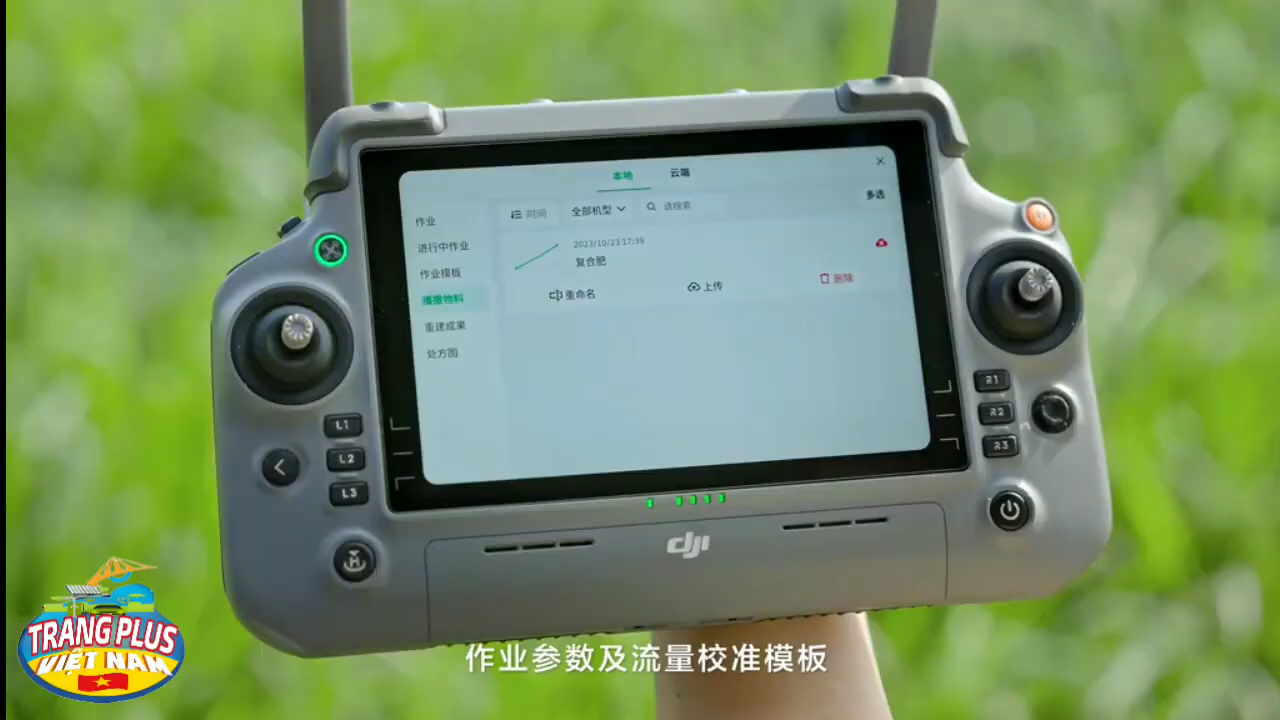 本地
云端
多选
作业
时间
全部机型
请搜索
进行中作业
2023/10/23 17:39
作业模板
复合肥
播撒物料
重命名
上传
删除
重建成果
处方图
L1
L2
L3
R1
R2
R3
dji
作业参数及流量校准模板
TRANG PLUS
VIỆT NAM